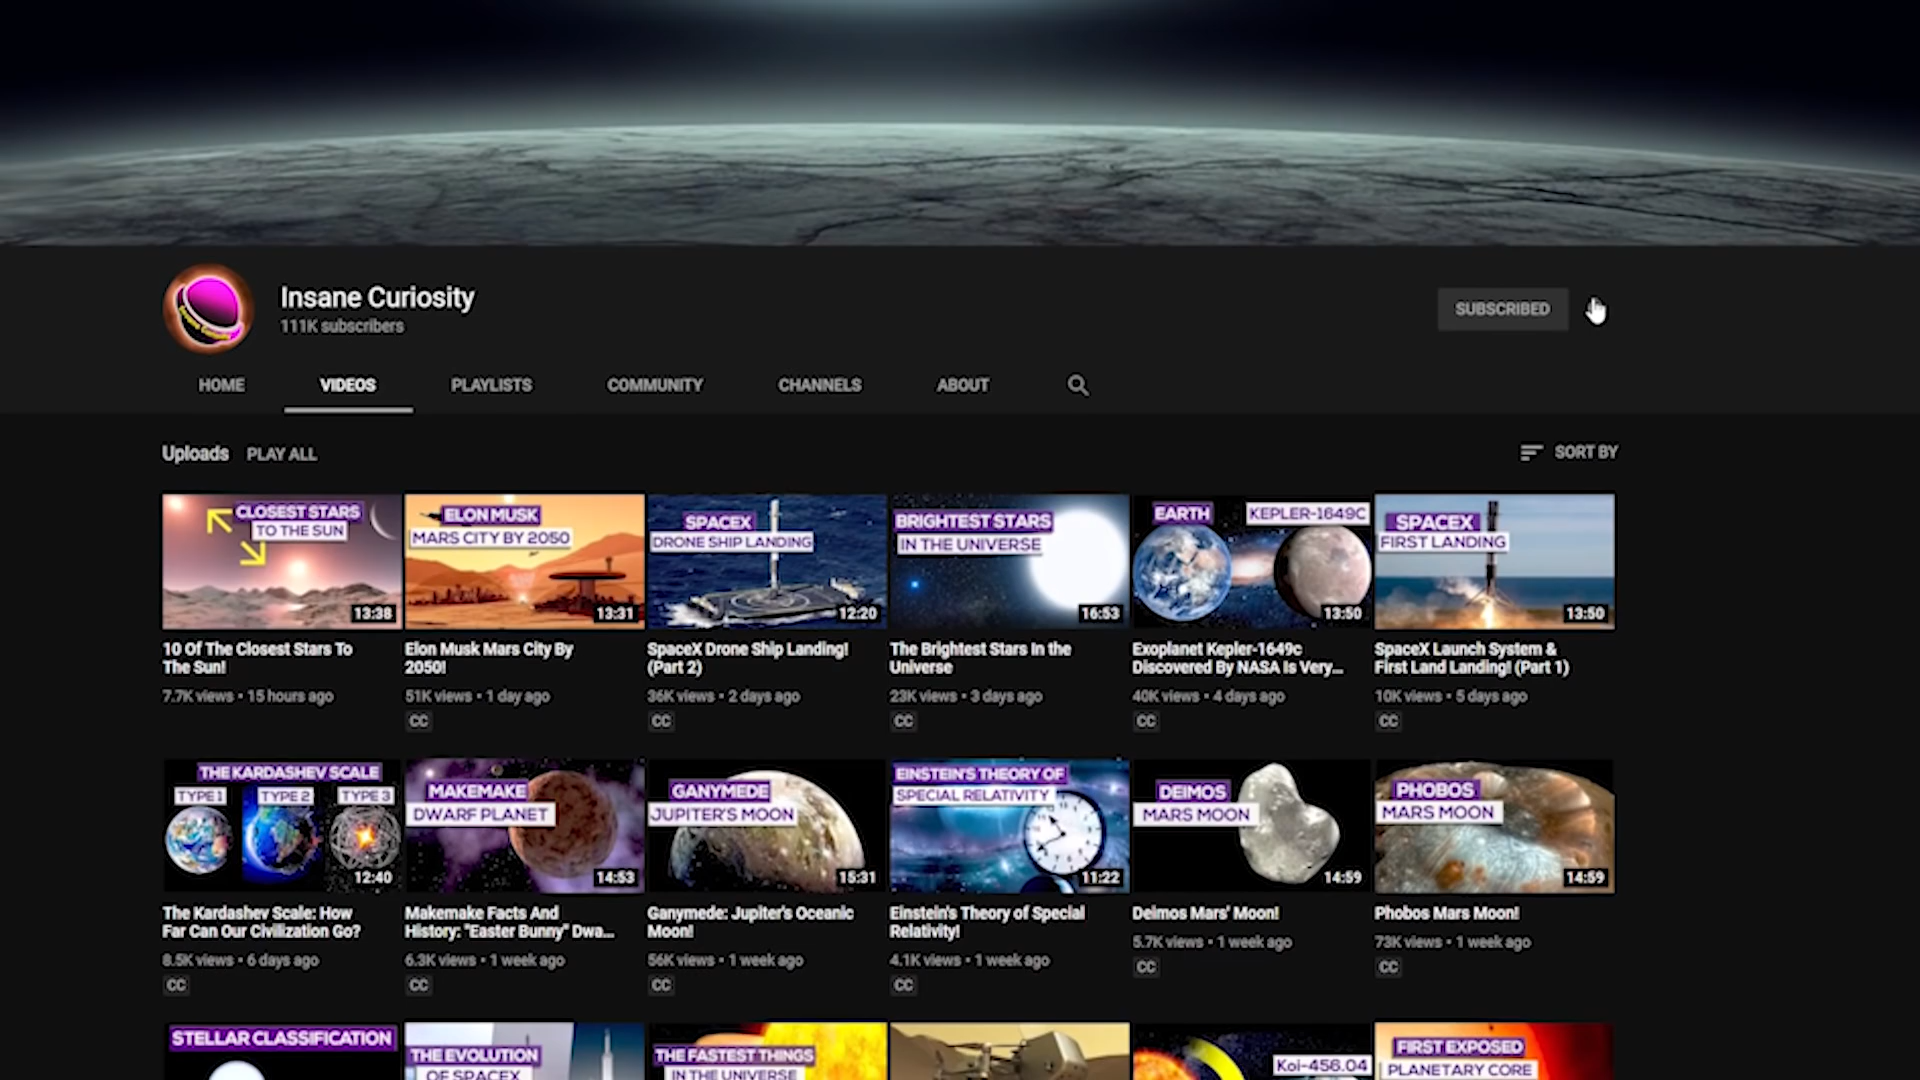 Insane Curiosity
111K subscribers
SUBSCRIBED
HOME
VIDEOS
PLAYLISTS
COMMUNITY
CHANNELS
ABOUT
Uploads
PLAY ALL
SORT BY
CLOSEST STARS
TO THE SUN
13:38
ELON MUSK
MARS CITY BY 2050
13:31
SPACEX
DRONE SHIP LANDING
12:20
BRIGHTEST STARS
IN THE UNIVERSE
16:53
EARTH
KEPLER-1649C
13:50
SPACEX
FIRST LANDING
13:50
10 Of The Closest Stars To
The Sun!
7.7K views • 15 hours ago
Elon Musk Mars City By
2050!
51K views • 1 day ago
CC
SpaceX Drone Ship Landing!
(Part 2)
36K views • 2 days ago
CC
The Brightest Stars In the
Universe
23K views • 3 days ago
CC
Exoplanet Kepler-1649c
Discovered By NASA Is Very...
40K views • 4 days ago
CC
SpaceX Launch System &
First Land Landing! (Part 1)
10K views • 5 days ago
CC
THE KARDASHEV SCALE
TYPE 1
TYPE 2
TYPE 3
12:40
MAKEMAKE
DWARF PLANET
14:53
GANYMEDE
JUPITER'S MOON
15:31
EINSTEIN'S THEORY OF
SPECIAL RELATIVITY
11:22
DEIMOS
MARS MOON
14:59
PHOBOS
MARS MOON
14:59
The Kardashev Scale: How
Far Can Our Civilization Go?
8.5K views • 6 days ago
CC
Makemake Facts And
History: "Easter Bunny" Dwa...
6.3K views • 1 week ago
CC
Ganymede: Jupiter's Oceanic
Moon!
56K views • 1 week ago
CC
Einstein's Theory of Special
Relativity!
4.1K views • 1 week ago
CC
Deimos Mars' Moon!
5.7K views • 1 week ago
CC
Phobos Mars Moon!
73K views • 1 week ago
CC
STELLAR CLASSIFICATION
THE EVOLUTION
OF SPACEX
THE FASTEST THINGS
IN THE UNIVERSE
Koi-456.04
FIRST EXPOSED
PLANETARY CORE